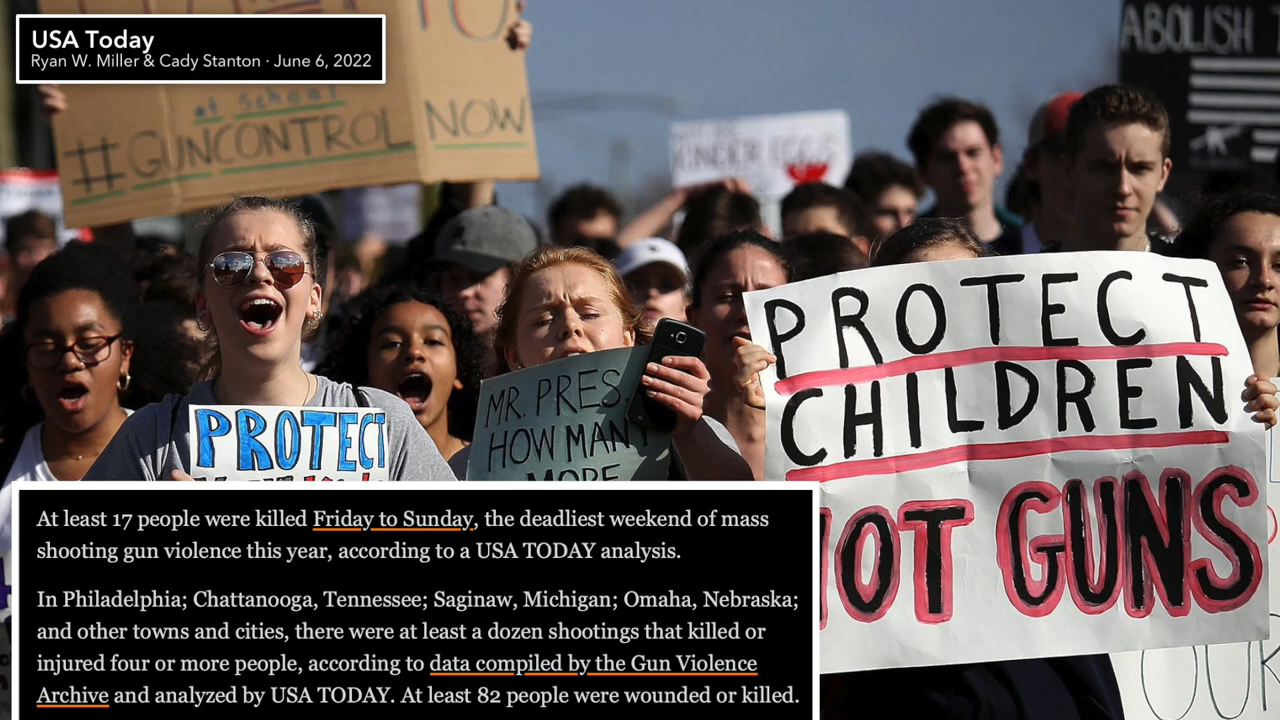 USA Today
Ryan W. Miller & Cady Stanton · June 6, 2022
TO
at School
#GUNCONTROL NOW
KINDER EGGS
ABOLISH
PROTECT
MR. PRES.
HOW MANY
MORE
PROTECT
CHILDREN
NOT GUNS
OUR
At least 17 people were killed Friday to Sunday, the deadliest weekend of mass
shooting gun violence this year, according to a USA TODAY analysis.
In Philadelphia; Chattanooga, Tennessee; Saginaw, Michigan; Omaha, Nebraska;
and other towns and cities, there were at least a dozen shootings that killed or
injured four or more people, according to data compiled by the Gun Violence
Archive and analyzed by USA TODAY. At least 82 people were wounded or killed.